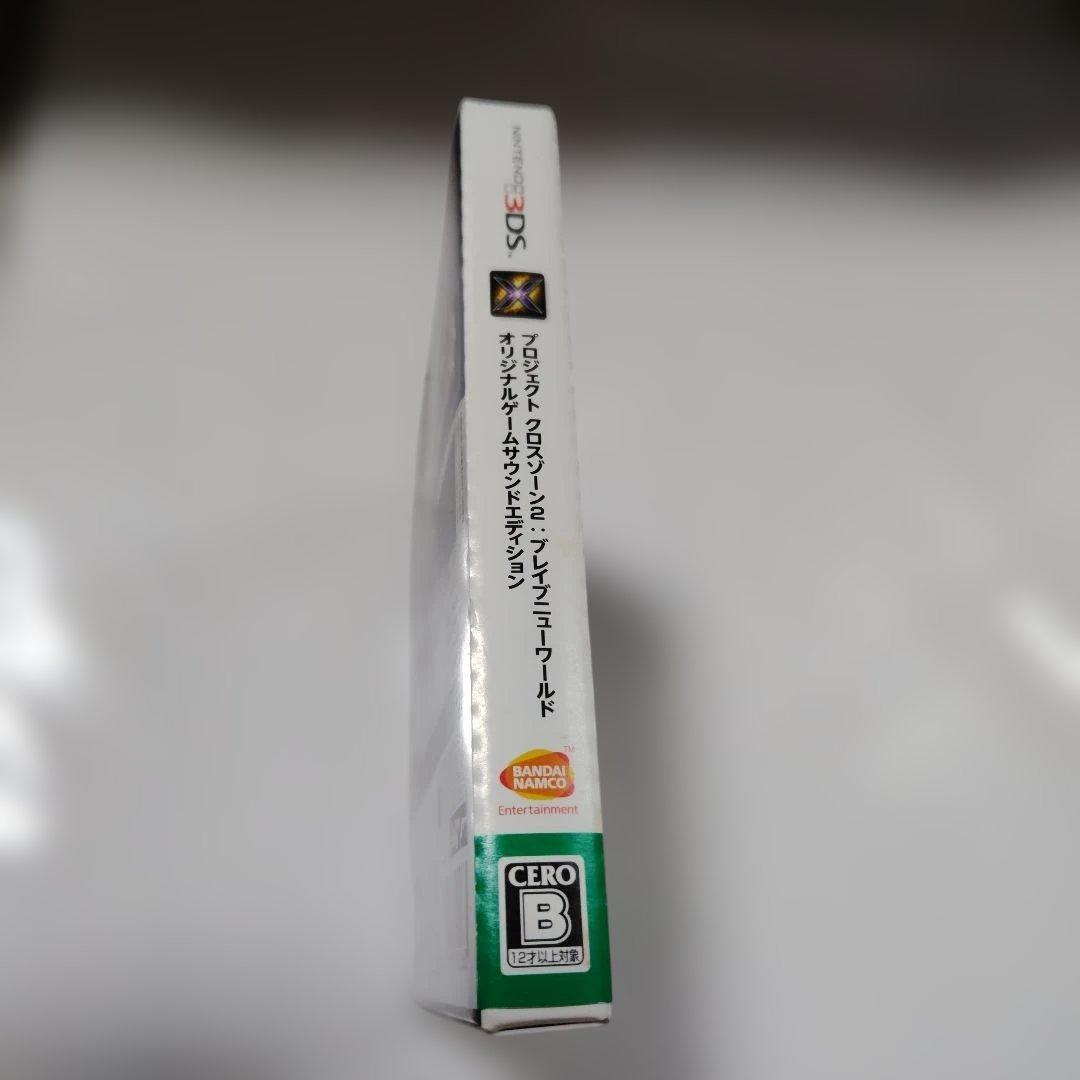 NINTENDO 3DS™
プロジェクト クロスゾーン2：ブレイブニューワールド
オリジナルゲームサウンドエディション
BANDAI
NAMCO
TM
Entertainment
CERO
B
12才以上対象